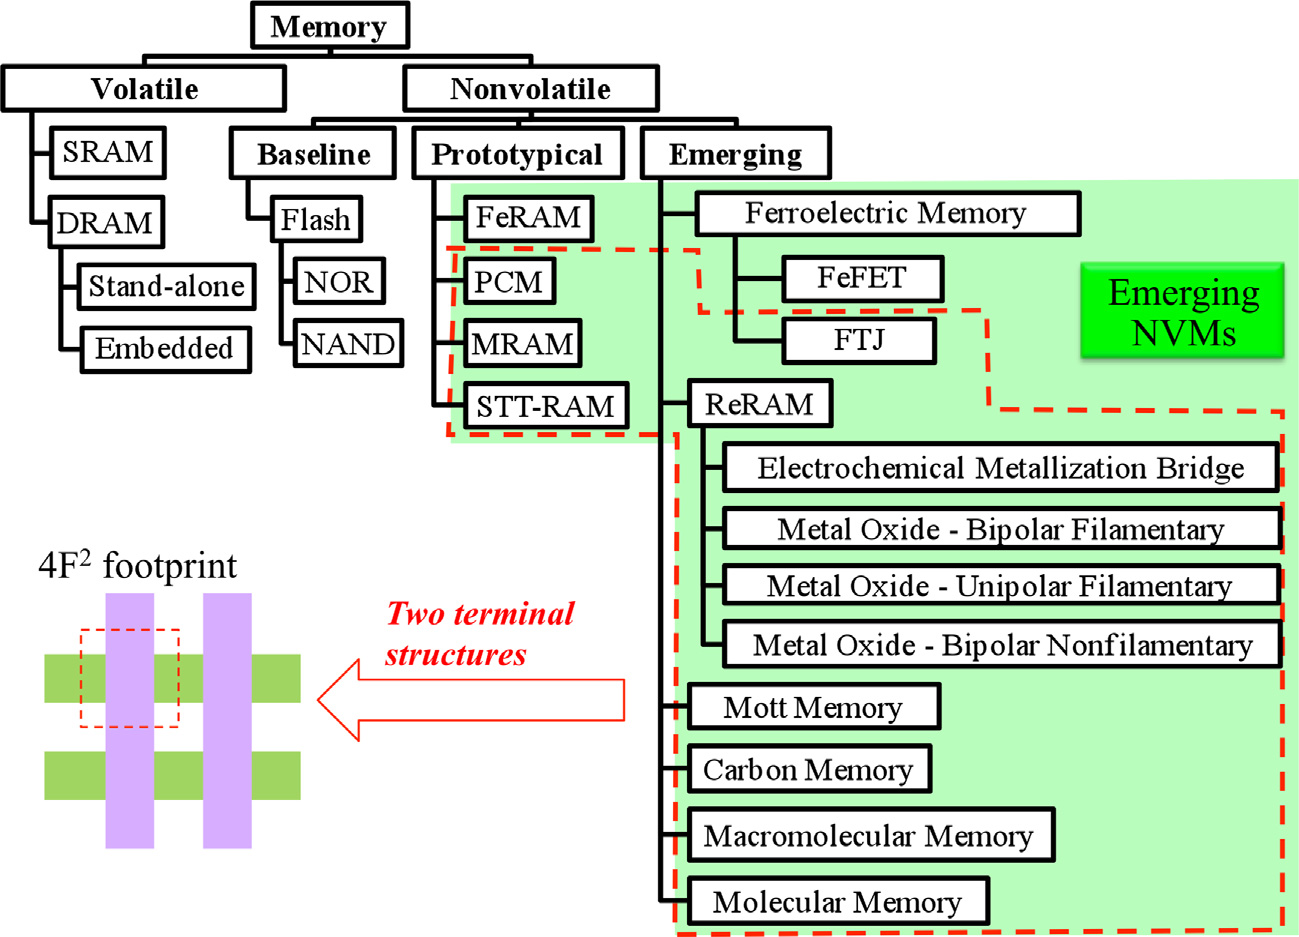 Memory
Volatile
Nonvolatile
SRAM
DRAM
Stand-alone
Embedded
Baseline
Flash
NOR
NAND
Prototypical
FeRAM
PCM
MRAM
STT-RAM
Emerging
Ferroelectric Memory
FeFET
FTJ
ReRAM
Electrochemical Metallization Bridge
Metal Oxide - Bipolar Filamentary
Metal Oxide - Unipolar Filamentary
Metal Oxide - Bipolar Nonfilamentary
Mott Memory
Carbon Memory
Macromolecular Memory
Molecular Memory
Emerging
NVMs
4F² footprint
Two terminal
structures